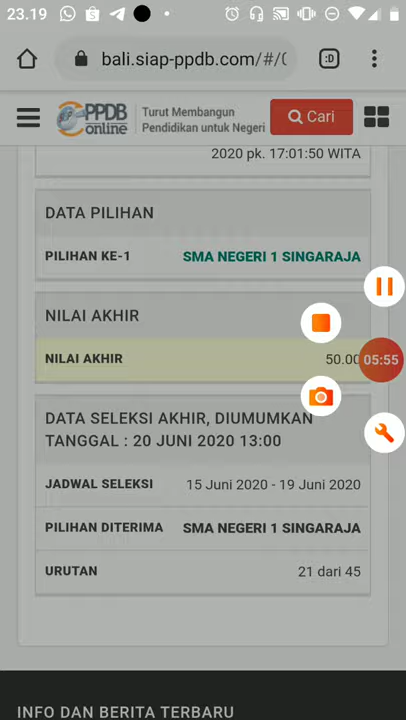 23.19
bali.siap-ppdb.com/#/
:D
PPDB online
Turut Membangun
Pendidikan untuk Negeri
Cari
2020 pk. 17:01:50 WITA
DATA PILIHAN
PILIHAN KE-1 SMA NEGERI 1 SINGARAJA
NILAI AKHIR
NILAI AKHIR 50.00
05:55
DATA SELEKSI AKHIR, DIUMUMKAN
TANGGAL : 20 JUNI 2020 13:00
JADWAL SELEKSI 15 Juni 2020 - 19 Juni 2020
PILIHAN DITERIMA SMA NEGERI 1 SINGARAJA
URUTAN 21 dari 45
INFO DAN BERITA TERBARU